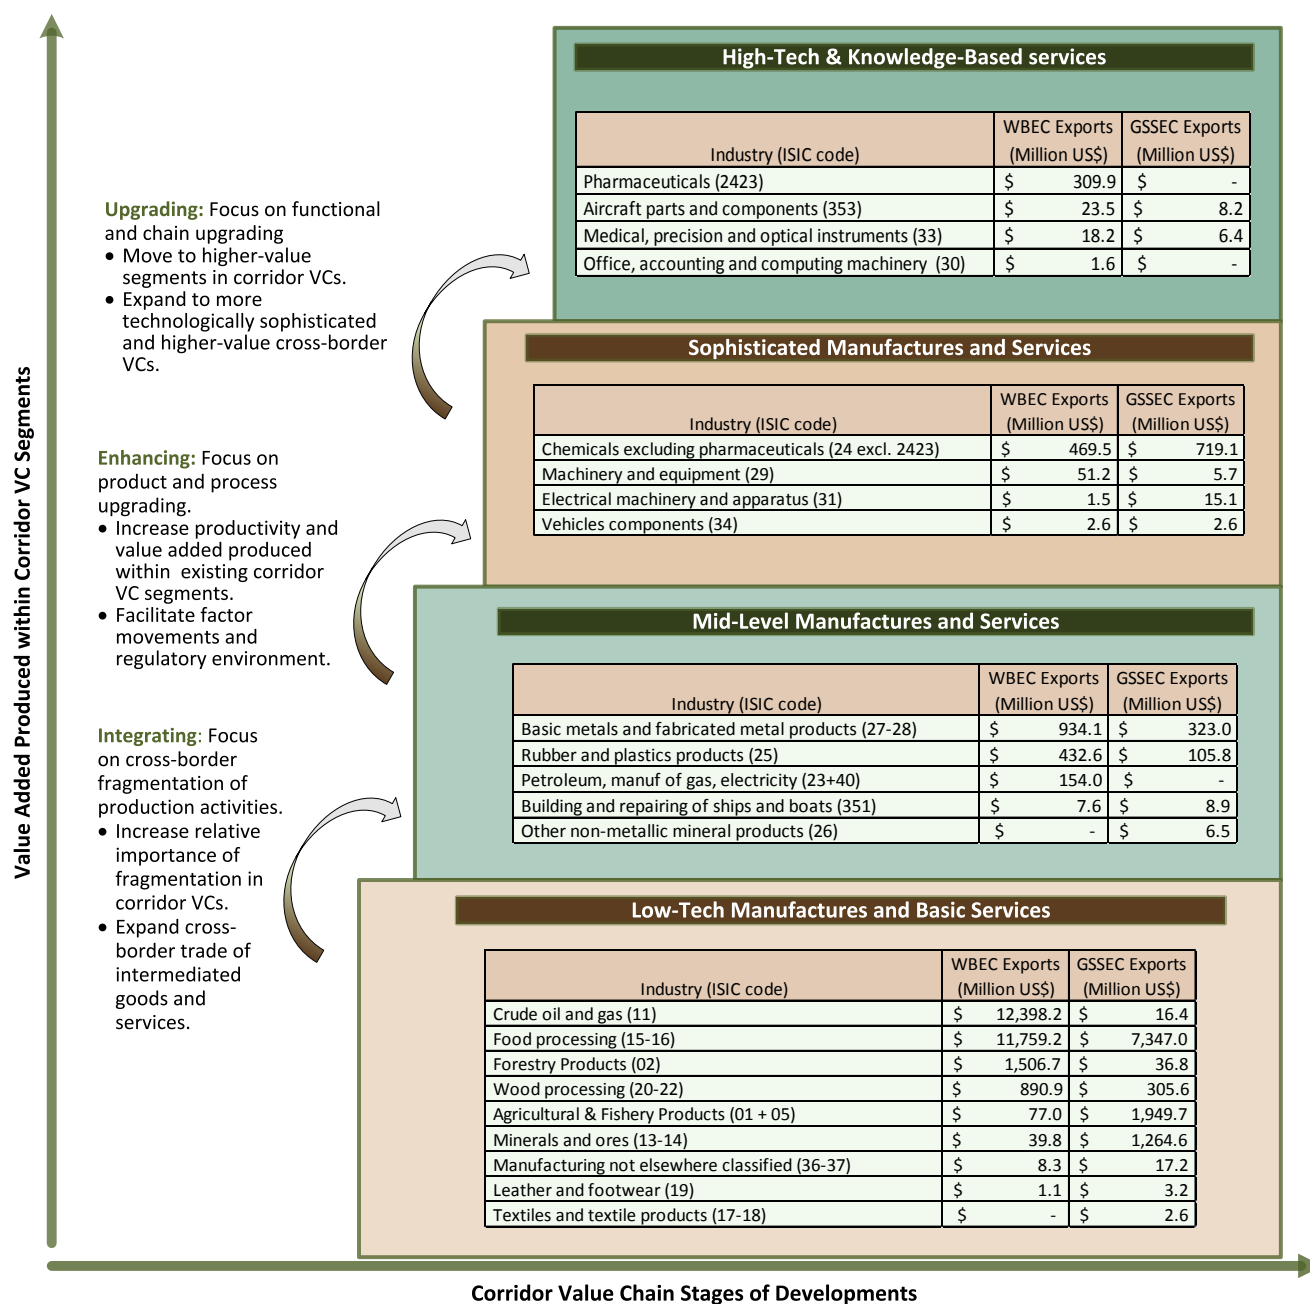 High-Tech & Knowledge-Based services
WBEC Exports GSSEC Exports
Industry (ISIC code) (Million US$) (Million US$)
Pharmaceuticals (2423) $ 309.9 $ -
Aircraft parts and components (353) $ 23.5 $ 8.2
Medical, precision and optical instruments (33) $ 18.2 $ 6.4
Office, accounting and computing machinery (30) $ 1.6 $ -
Upgrading: Focus on functional
and chain upgrading
• Move to higher-value
segments in corridor VCs.
• Expand to more
technologically sophisticated
and higher-value cross-border
VCs.
Sophisticated Manufactures and Services
WBEC Exports GSSEC Exports
Industry (ISIC code) (Million US$) (Million US$)
Chemicals excluding pharmaceuticals (24 excl. 2423) $ 469.5 $ 719.1
Machinery and equipment (29) $ 51.2 $ 5.7
Electrical machinery and apparatus (31) $ 1.5 $ 15.1
Vehicles components (34) $ 2.6 $ 2.6
Enhancing: Focus on
product and process
upgrading.
• Increase productivity and
value added produced
within existing corridor
VC segments.
• Facilitate factor
movements and
regulatory environment.
Mid-Level Manufactures and Services
WBEC Exports GSSEC Exports
Industry (ISIC code) (Million US$) (Million US$)
Basic metals and fabricated metal products (27-28) $ 934.1 $ 323.0
Rubber and plastics products (25) $ 432.6 $ 105.8
Petroleum, manuf of gas, electricity (23+40) $ 154.0 $ -
Building and repairing of ships and boats (351) $ 7.6 $ 8.9
Other non-metallic mineral products (26) $ - $ 6.5
Integrating: Focus
on cross-border
fragmentation of
production activities.
• Increase relative
importance of
fragmentation in
corridor VCs.
• Expand cross-
border trade of
intermediated
goods and
services.
Low-Tech Manufactures and Basic Services
WBEC Exports GSSEC Exports
Industry (ISIC code) (Million US$) (Million US$)
Crude oil and gas (11) $ 12,398.2 $ 16.4
Food processing (15-16) $ 11,759.2 $ 7,347.0
Forestry Products (02) $ 1,506.7 $ 36.8
Wood processing (20-22) $ 890.9 $ 305.6
Agricultural & Fishery Products (01 + 05) $ 77.0 $ 1,949.7
Minerals and ores (13-14) $ 39.8 $ 1,264.6
Manufacturing not elsewhere classified (36-37) $ 8.3 $ 17.2
Leather and footwear (19) $ 1.1 $ 3.2
Textiles and textile products (17-18) $ - $ 2.6
Value Added Produced within Corridor VC Segments
Corridor Value Chain Stages of Developments